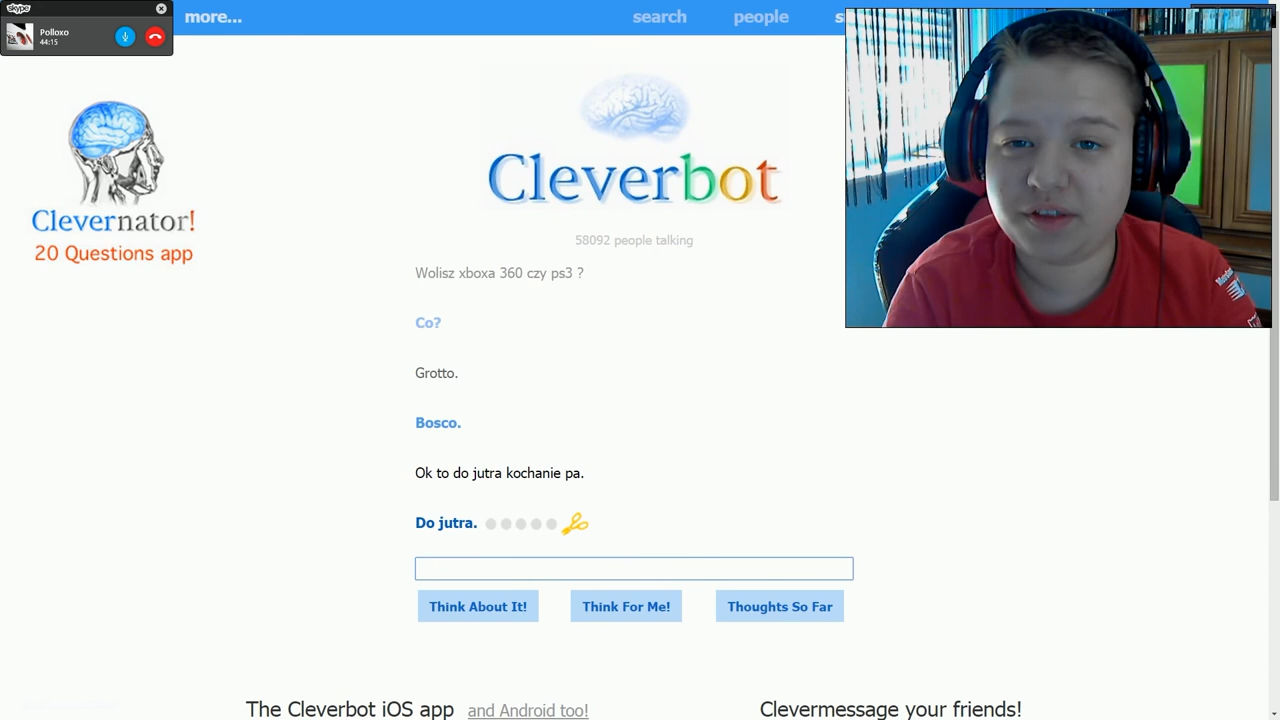 skype
Polloxo
44:15
more...
search
people
Clevernator!
20 Questions app
Cleverbot
58092 people talking
Wolisz xboxa 360 czy ps3 ?
Co?
Grotto.
Bosco.
Ok to do jutra kochanie pa.
Do jutra.
Think About It!
Think For Me!
Thoughts So Far
The Cleverbot iOS app and Android too!
Clevermessage your friends!